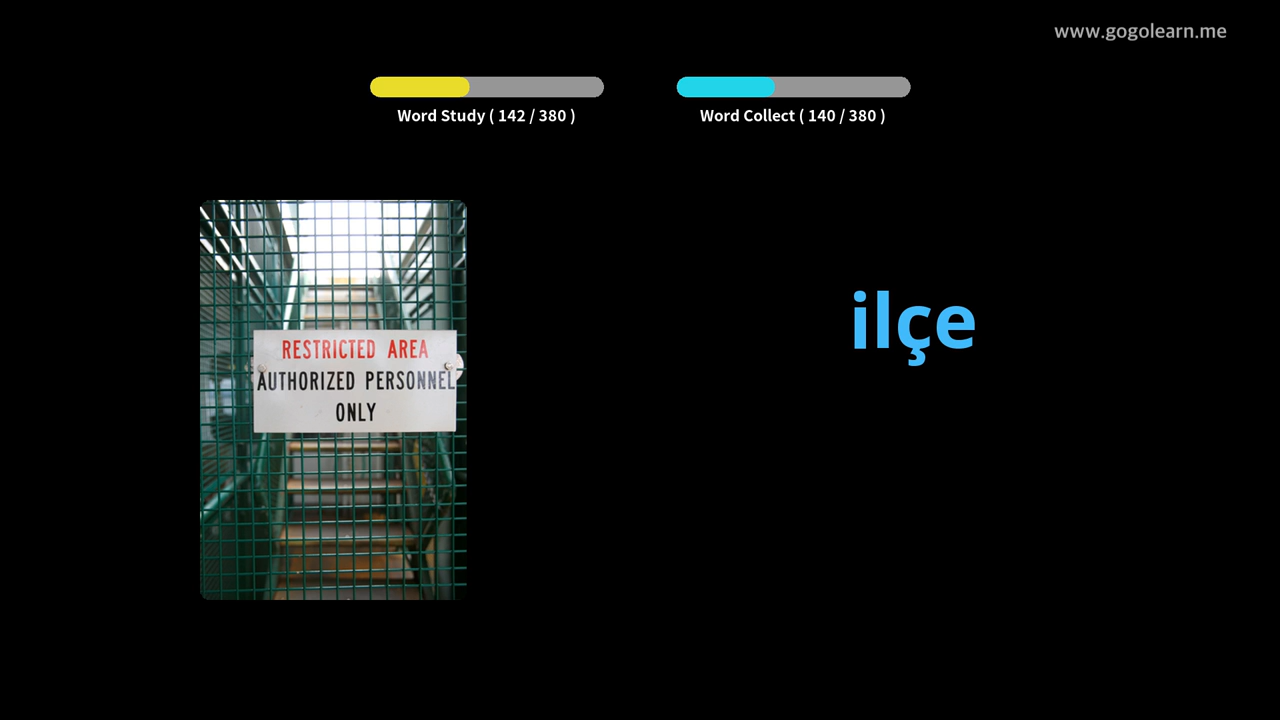 www.gogolearn.me
Word Study ( 142 / 380 )
Word Collect ( 140 / 380 )
RESTRICTED AREA
AUTHORIZED PERSONNEL
ONLY
ilçe